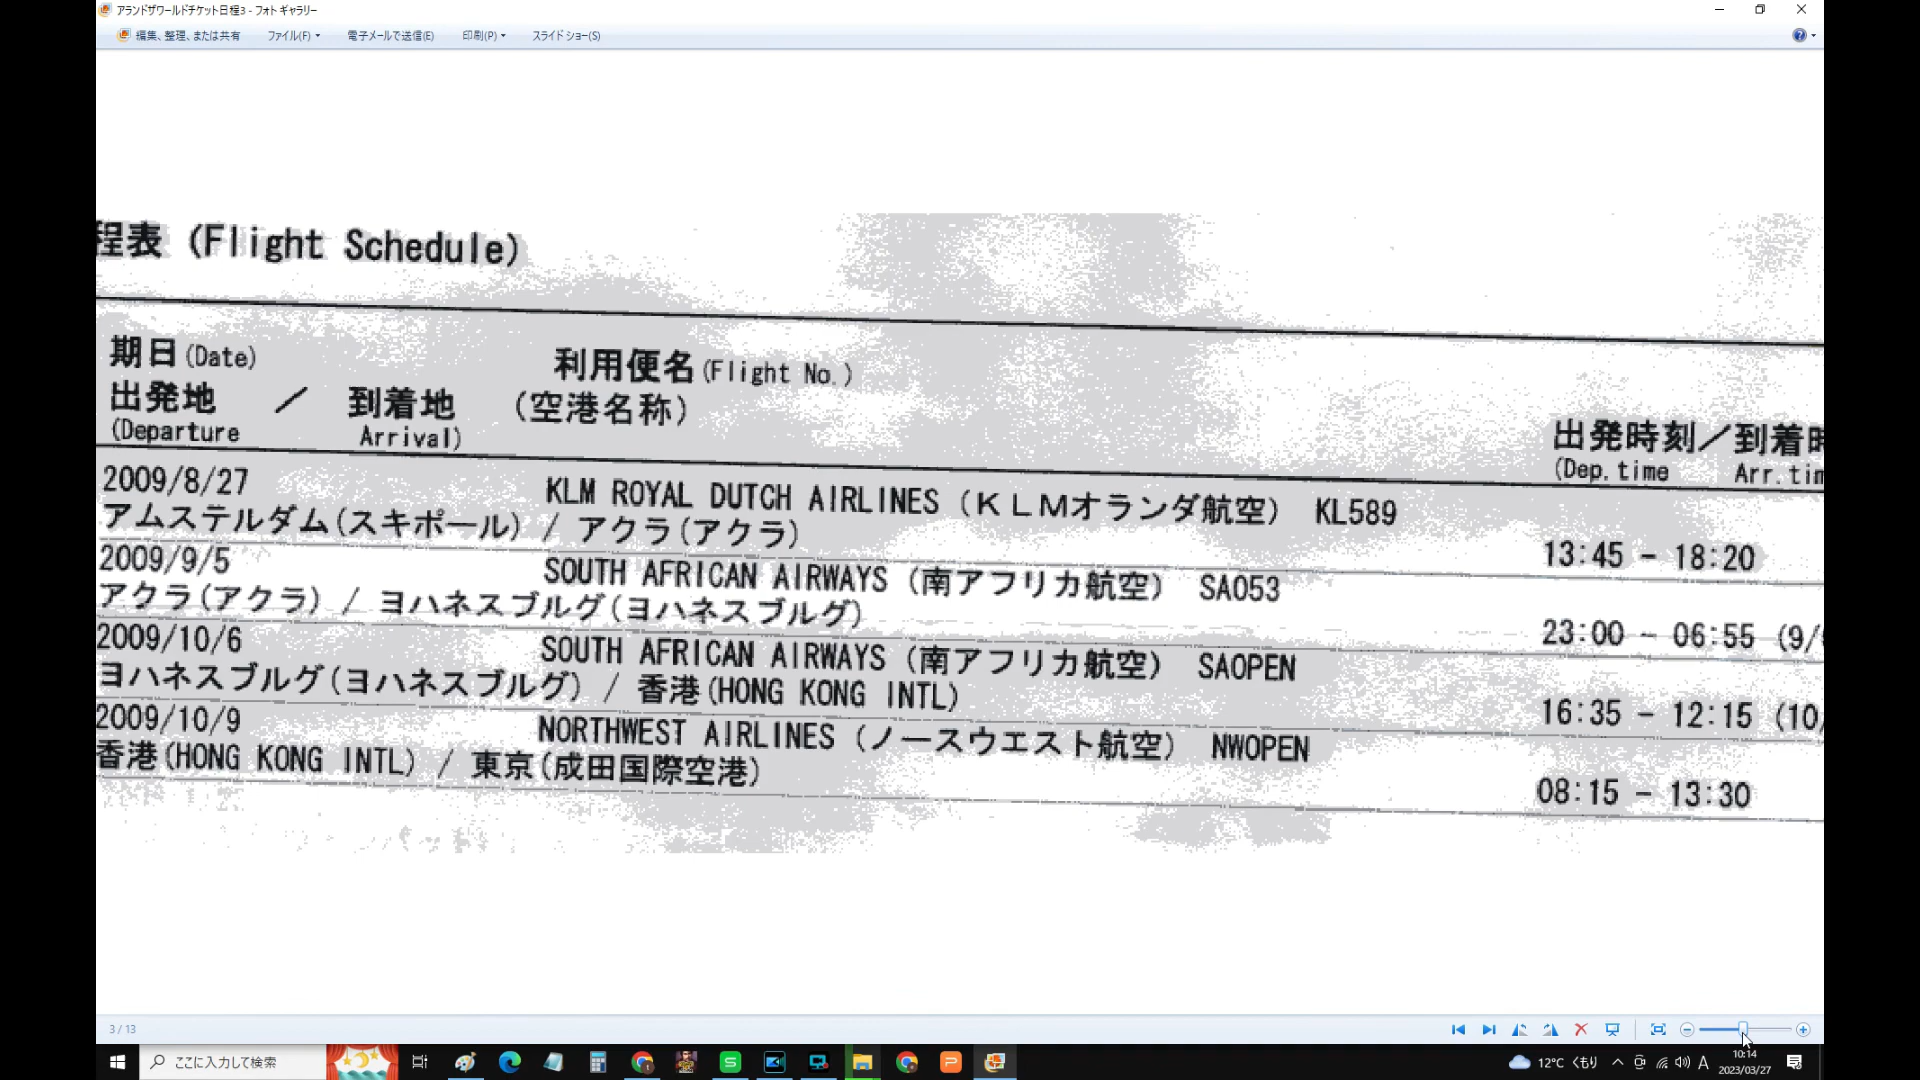 アランドザワールドチケット日程3 - フォト ギャラリー
編集、整理、または共有 ファイル(F) 電子メールで送信(E) 印刷(P) スライド ショー(S)
程表 (Flight Schedule)
期日(Date) 利用便名(Flight No.)
出発地 / 到着地 (空港名称) 出発時刻/到着時
(Departure Arrival) (Dep.time Arr.tim
2009/8/27 KLM ROYAL DUTCH AIRLINES (KLMオランダ航空) KL589
アムステルダム(スキポール) / アクラ(アクラ) 13:45 - 18:20
2009/9/5 SOUTH AFRICAN AIRWAYS (南アフリカ航空) SA053
アクラ(アクラ) / ヨハネスブルグ(ヨハネスブルグ) 23:00 - 06:55 (9/
2009/10/6 SOUTH AFRICAN AIRWAYS (南アフリカ航空) SAOPEN
ヨハネスブルグ(ヨハネスブルグ) / 香港(HONG KONG INTL) 16:35 - 12:15 (10/
2009/10/9 NORTHWEST AIRLINES (ノースウエスト航空) NWOPEN
香港(HONG KONG INTL) / 東京(成田国際空港) 08:15 - 13:30
3 / 13
ここに入力して検索 12°C くもり A 10:14
2023/03/27